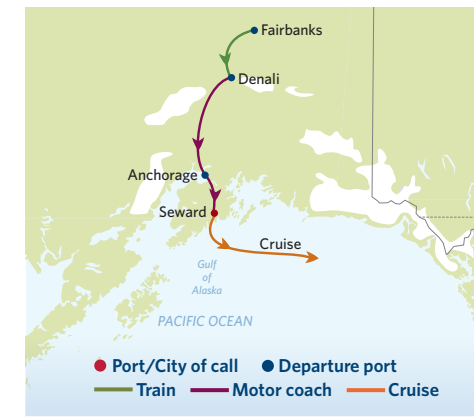 Fairbanks
Denali
Anchorage
Seward
Cruise
Gulf
of
Alaska
PACIFIC OCEAN
Port/City of call Departure port
Train Motor coach Cruise